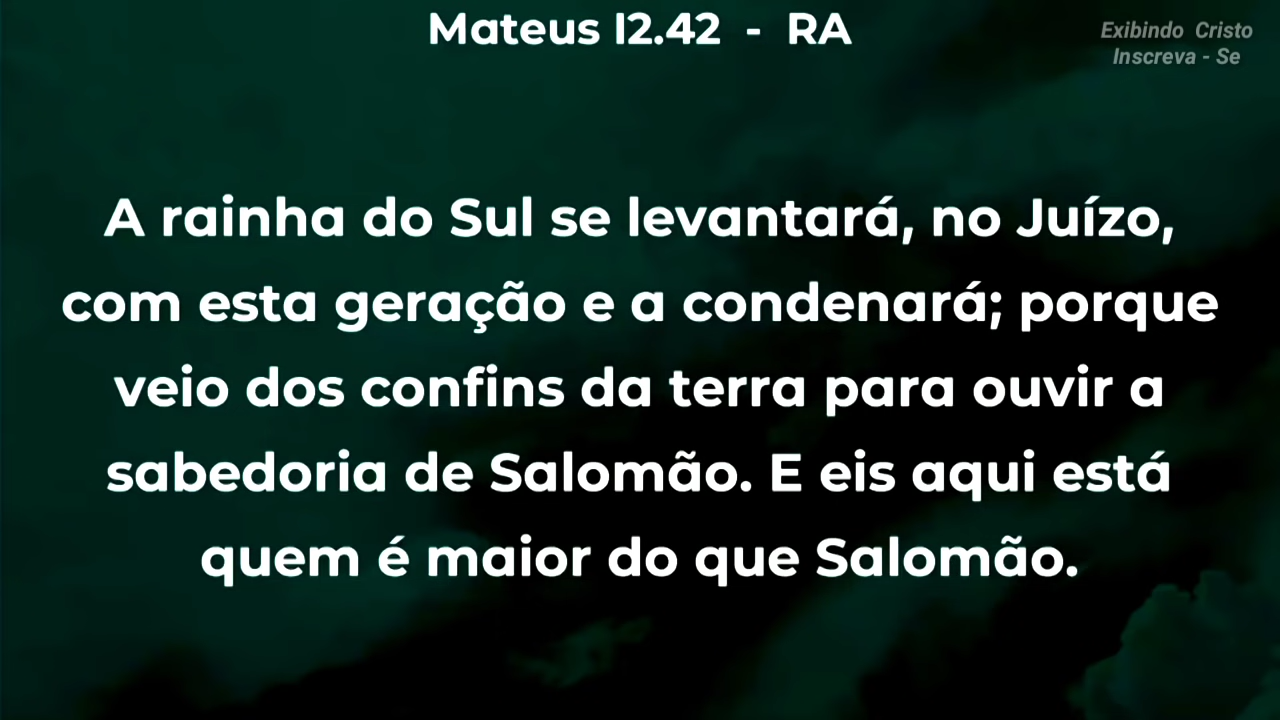 Mateus 12.42 - RA
Exibindo Cristo
Inscreva - Se
A rainha do Sul se levantará, no Juízo,
com esta geração e a condenará; porque
veio dos confins da terra para ouvir a
sabedoria de Salomão. E eis aqui está
quem é maior do que Salomão.